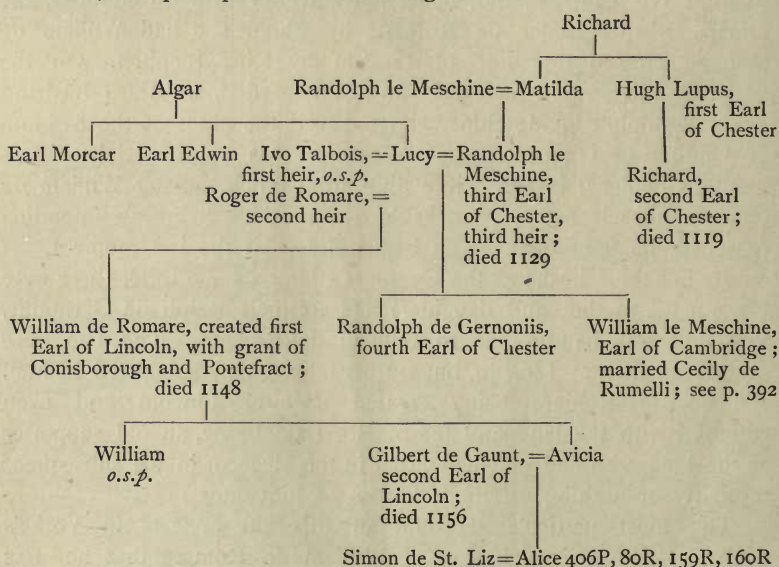 Richard
Algar Randolph le Meschine=Matilda Hugh Lupus,
first Earl
of Chester
Earl Morcar Earl Edwin Ivo Talbois,=Lucy=Randolph le
first heir, o.s.p. Meschine, Richard,
Roger de Romare,= third Earl second Earl
second heir of Chester, of Chester;
third heir; died 1119
died 1129
William de Romare, created first Randolph de Gernoniis, William le Meschine,
Earl of Lincoln, with grant of fourth Earl of Chester Earl of Cambridge;
Conisborough and Pontefract; married Cecily de
died 1148 Rumelli; see p. 392
William Gilbert de Gaunt,=Avicia
o.s.p. second Earl of
Lincoln;
died 1156
Simon de St. Liz=Alice 406P, 80R, 159R, 160R